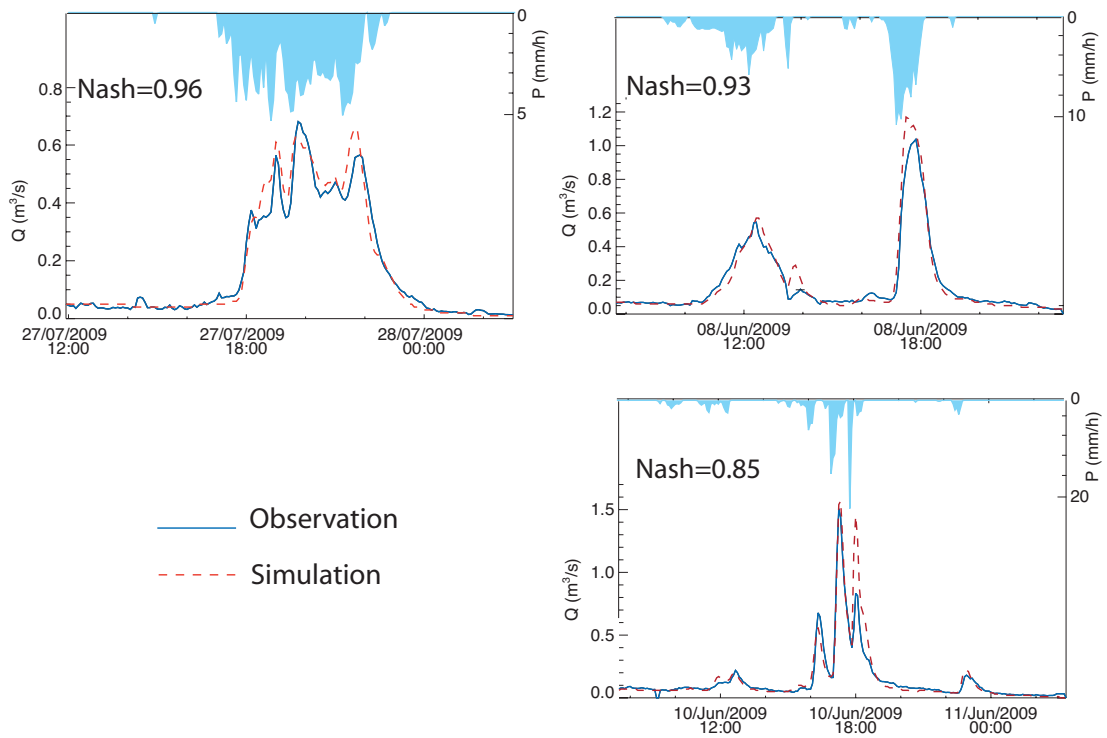 0
P (mm/h)
5
Nash=0.96
0.8
0.6
0.4
0.2
0.0
Q (m³/s)
27/07/2009
12:00
27/07/2009
18:00
28/07/2009
00:00
0
P (mm/h)
10
Nash=0.93
1.2
1.0
0.8
0.6
0.4
0.2
0.0
Q (m³/s)
08/Jun/2009
12:00
08/Jun/2009
18:00
Observation
Simulation
0
P (mm/h)
20
Nash=0.85
1.5
1.0
0.5
0.0
Q (m³/s)
10/Jun/2009
12:00
10/Jun/2009
18:00
11/Jun/2009
00:00